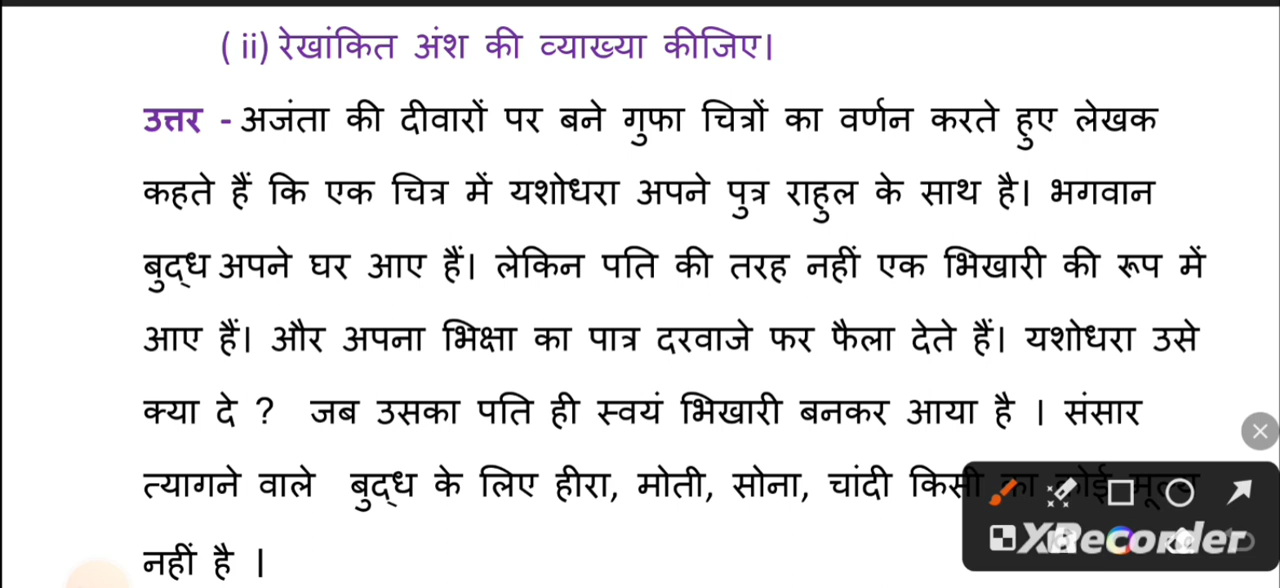 ( ii) रेखांकित अंश की व्याख्या कीजिए।
उत्तर - अजंता की दीवारों पर बने गुफा चित्रों का वर्णन करते हुए लेखक
कहते हैं कि एक चित्र में यशोधरा अपने पुत्र राहुल के साथ है। भगवान
बुद्ध अपने घर आए हैं। लेकिन पति की तरह नहीं एक भिखारी की रूप में
आए हैं। और अपना भिक्षा का पात्र दरवाजे फर फैला देते हैं। यशोधरा उसे
क्या दे ? जब उसका पति ही स्वयं भिखारी बनकर आया है ।संसार
त्यागने वाले बुद्ध के लिए हीरा, मोती, सोना, चांदी किसी का कोई मूल्य
नहीं है |
XRecorder